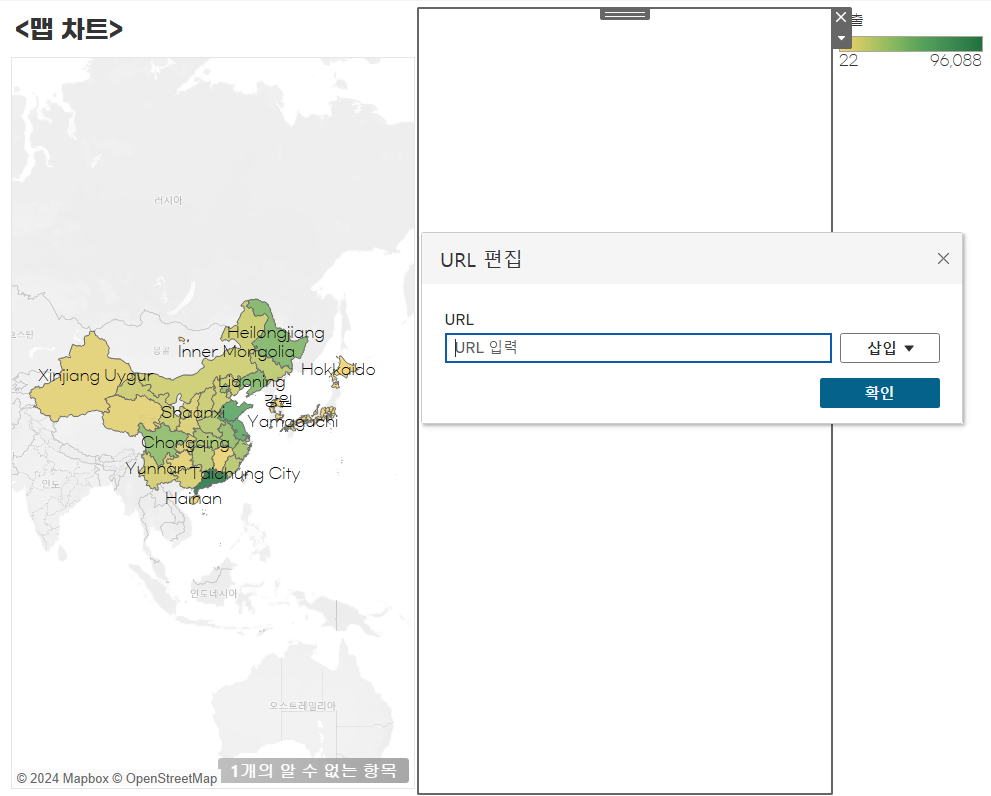 <맵 차트>
출
22 96,088
러시아
Heilongjiang
몽골
Inner Mongolia
Hokkaido
Xinjiang Uygur
Liaoning
강원
Shaanxi
Yamaguchi
Chongqing
Yunnan
Taichung City
인도
Hainan
인도네시아
오스트레일리아
© 2024 Mapbox © OpenStreetMap
1개의 알 수 없는 항목
URL 편집
URL
URL 입력
삽입
확인